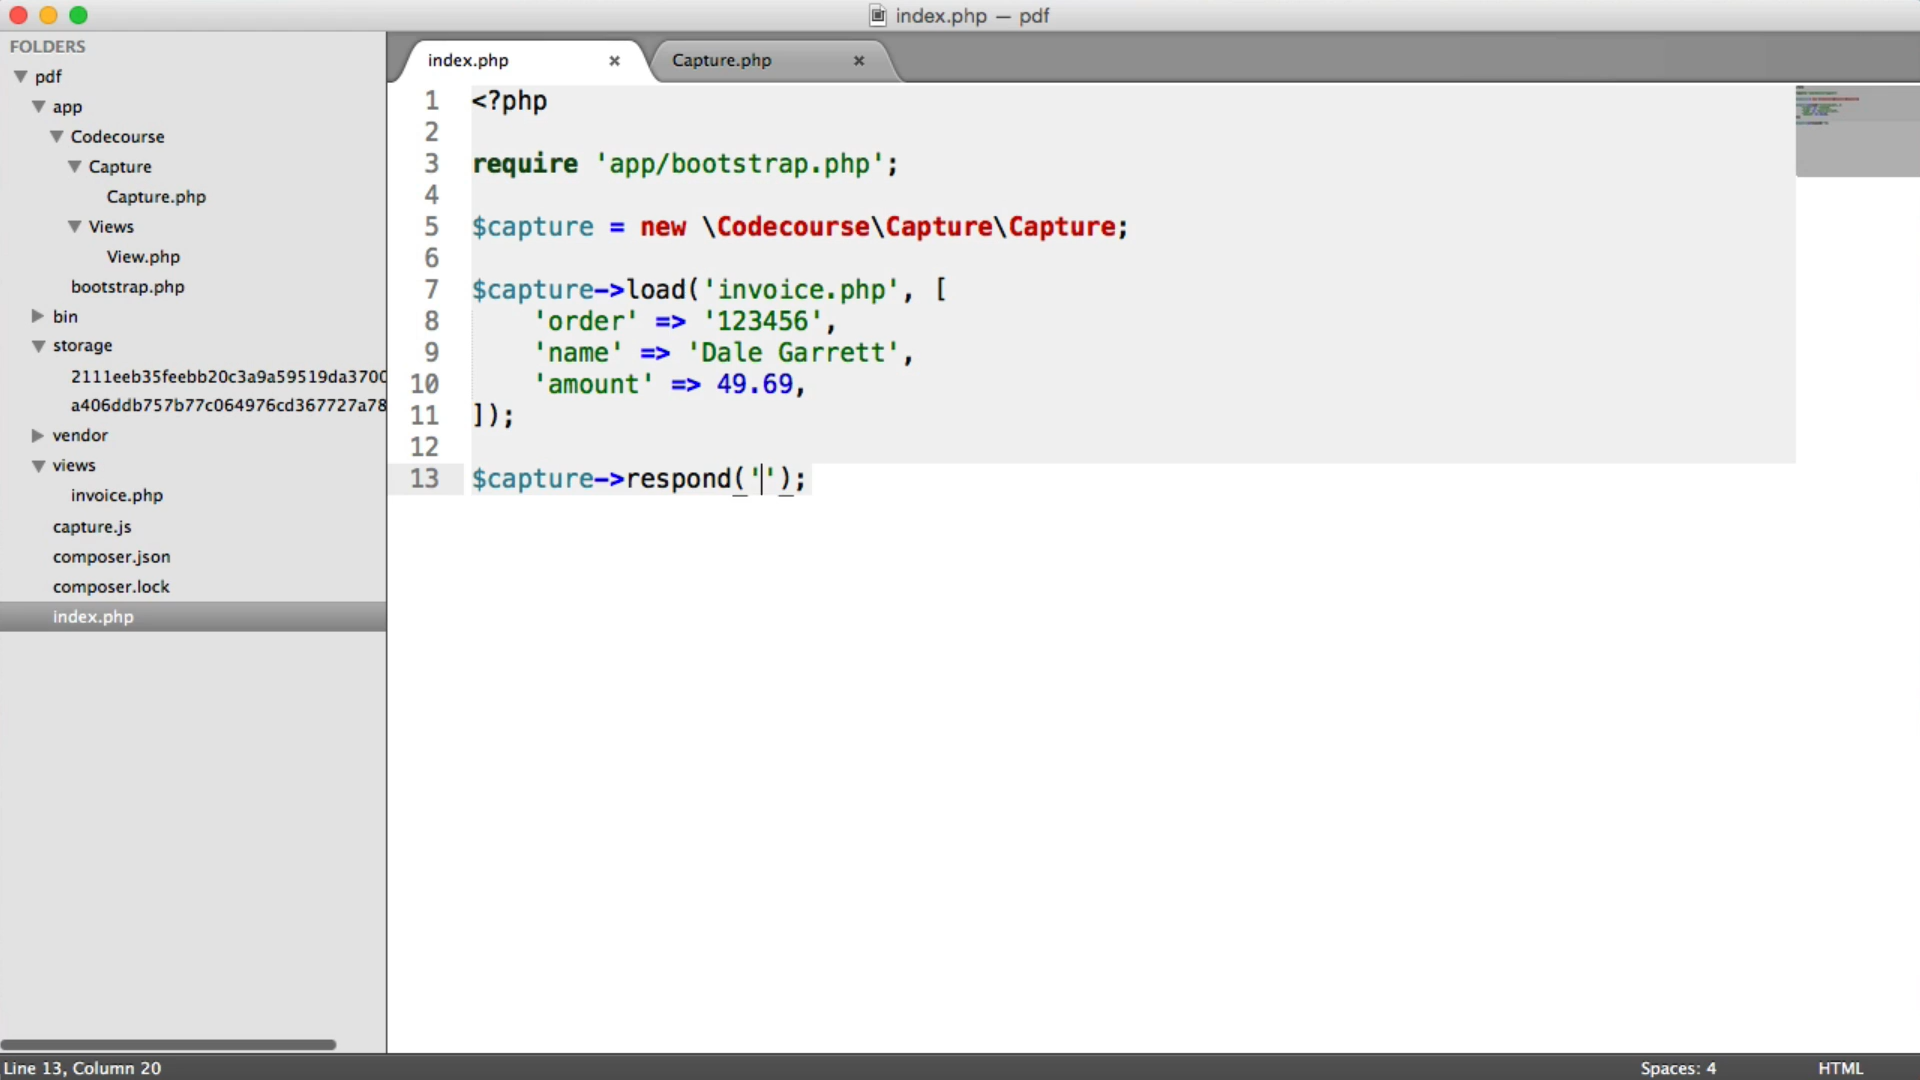 index.php — pdf
FOLDERS
pdf
app
Codecourse
Capture
Capture.php
Views
View.php
bootstrap.php
bin
storage
2111eeb35feebb20c3a9a59519da370
a406ddb757b77c064976cd367727a78
vendor
views
invoice.php
capture.js
composer.json
composer.lock
index.php
index.php
Capture.php
1 <?php
2
3 require 'app/bootstrap.php';
4
5 $capture = new \Codecourse\Capture\Capture;
6
7 $capture->load('invoice.php', [
8 'order' => '123456',
9 'name' => 'Dale Garrett',
10 'amount' => 49.69,
11 ]);
12
13 $capture->respond('');
Line 13, Column 20
Spaces: 4
HTML